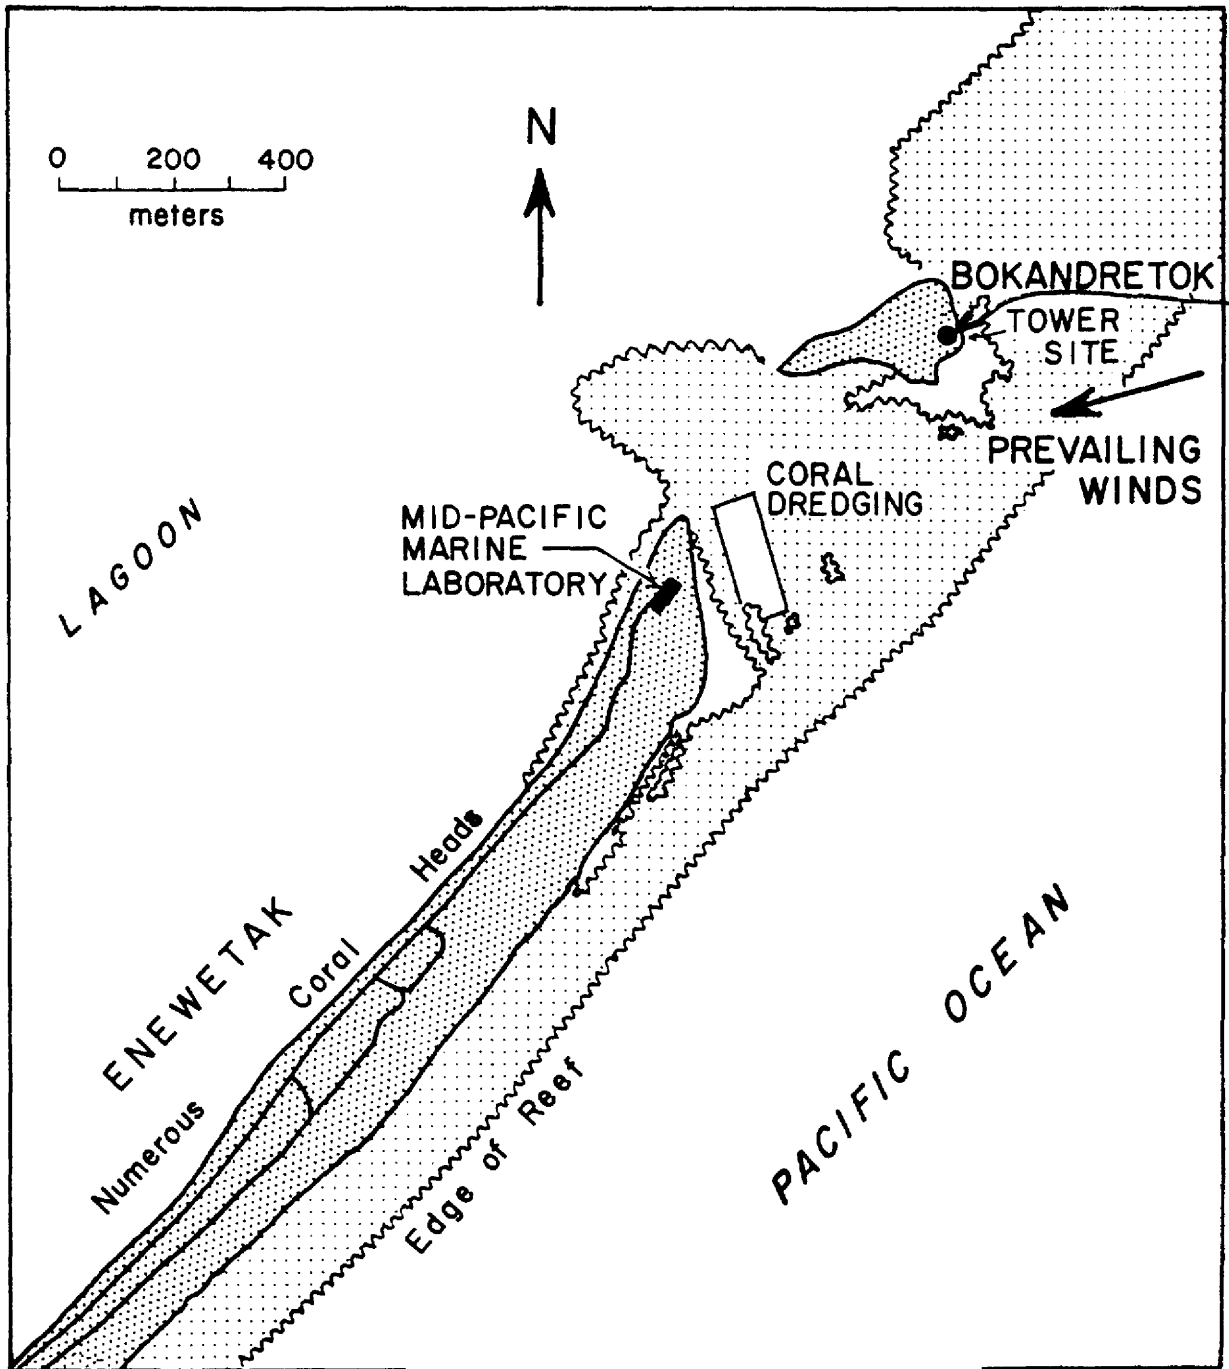 N
0 200 400
meters
BOKANDRETOK
TOWER
SITE
PREVAILING
WINDS
CORAL
DREDGING
MID-PACIFIC
MARINE
LABORATORY
LAGOON
ENEWETAK
Numerous Coral Heads
Edge of Reef
PACIFIC OCEAN